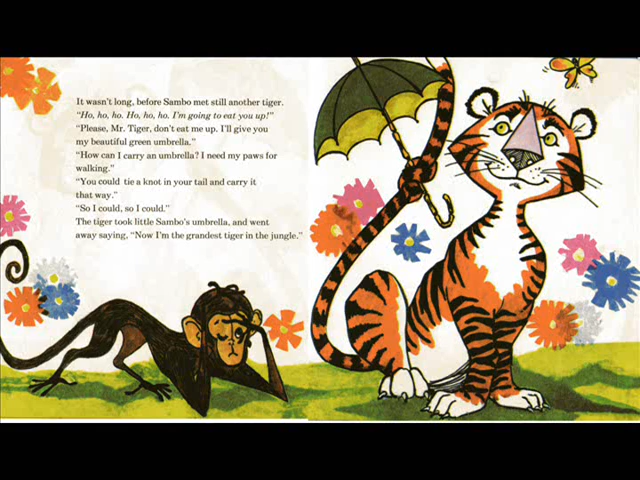 It wasn't long, before Sambo met still another tiger.
"Ho, ho, ho. Ho, ho, ho. I'm going to eat you up!"
"Please, Mr. Tiger, don't eat me up. I'll give you
my beautiful green umbrella."
"How can I carry an umbrella? I need my paws for
walking."
"You could tie a knot in your tail and carry it
that way."
"So I could, so I could."
The tiger took little Sambo's umbrella, and went
away saying, "Now I'm the grandest tiger in the jungle."